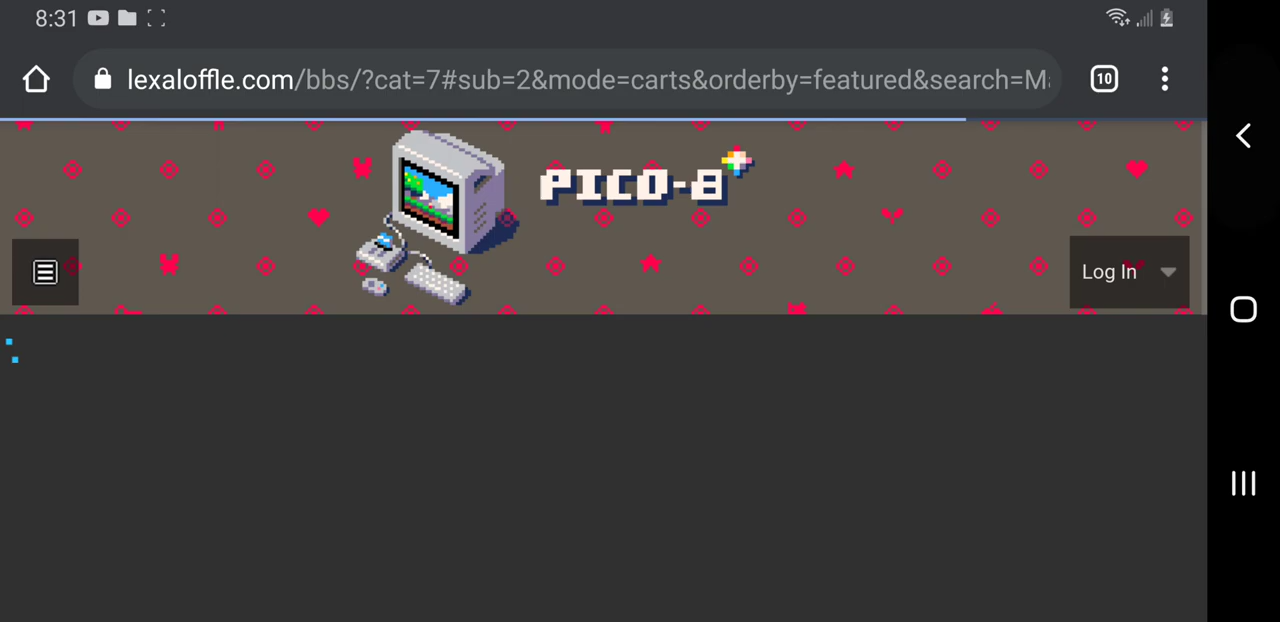 8:31
lexaloffle.com/bbs/?cat=7#sub=2&mode=carts&orderby=featured&search=Ma
10
PICO-8
Log In